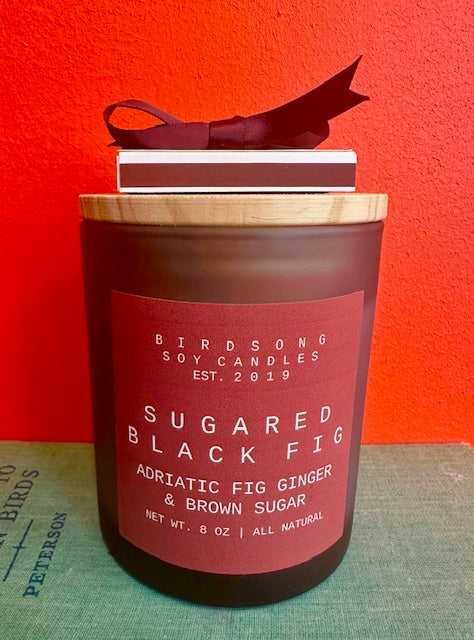 BIRDSONG
SOY CANDLES
EST. 2019
SUGARED
BLACK FIG
ADRIATIC FIG GINGER
& BROWN SUGAR
NET WT. 8 OZ | ALL NATURAL
TO
BIRDS
PETERSON